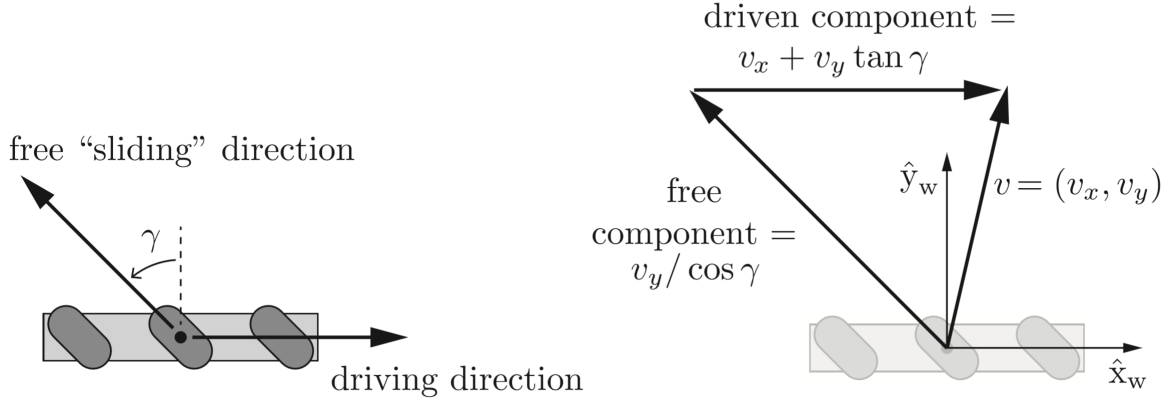 free “sliding” direction
γ
driving direction
driven component =
v_x + v_y tan γ
free
component =
v_y / cos γ
ŷ_w
v = (v_x, v_y)
x̂_w